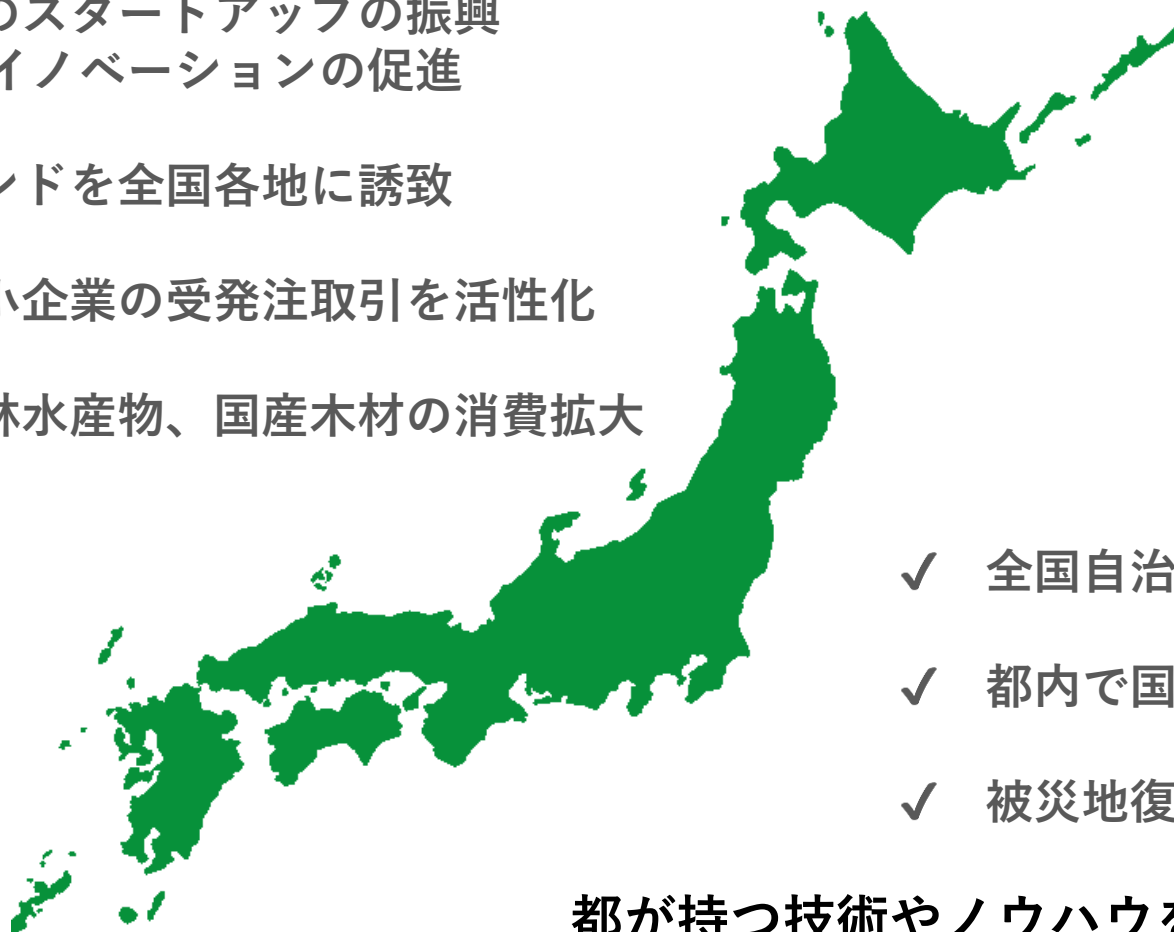 のスタートアップの振興
イノベーションの促進
ンドを全国各地に誘致
小企業の受発注取引を活性化
林水産物、国産木材の消費拡大
✓ 全国自治
✓ 都内で国
✓ 被災地復
都が持つ技術やノウハウを